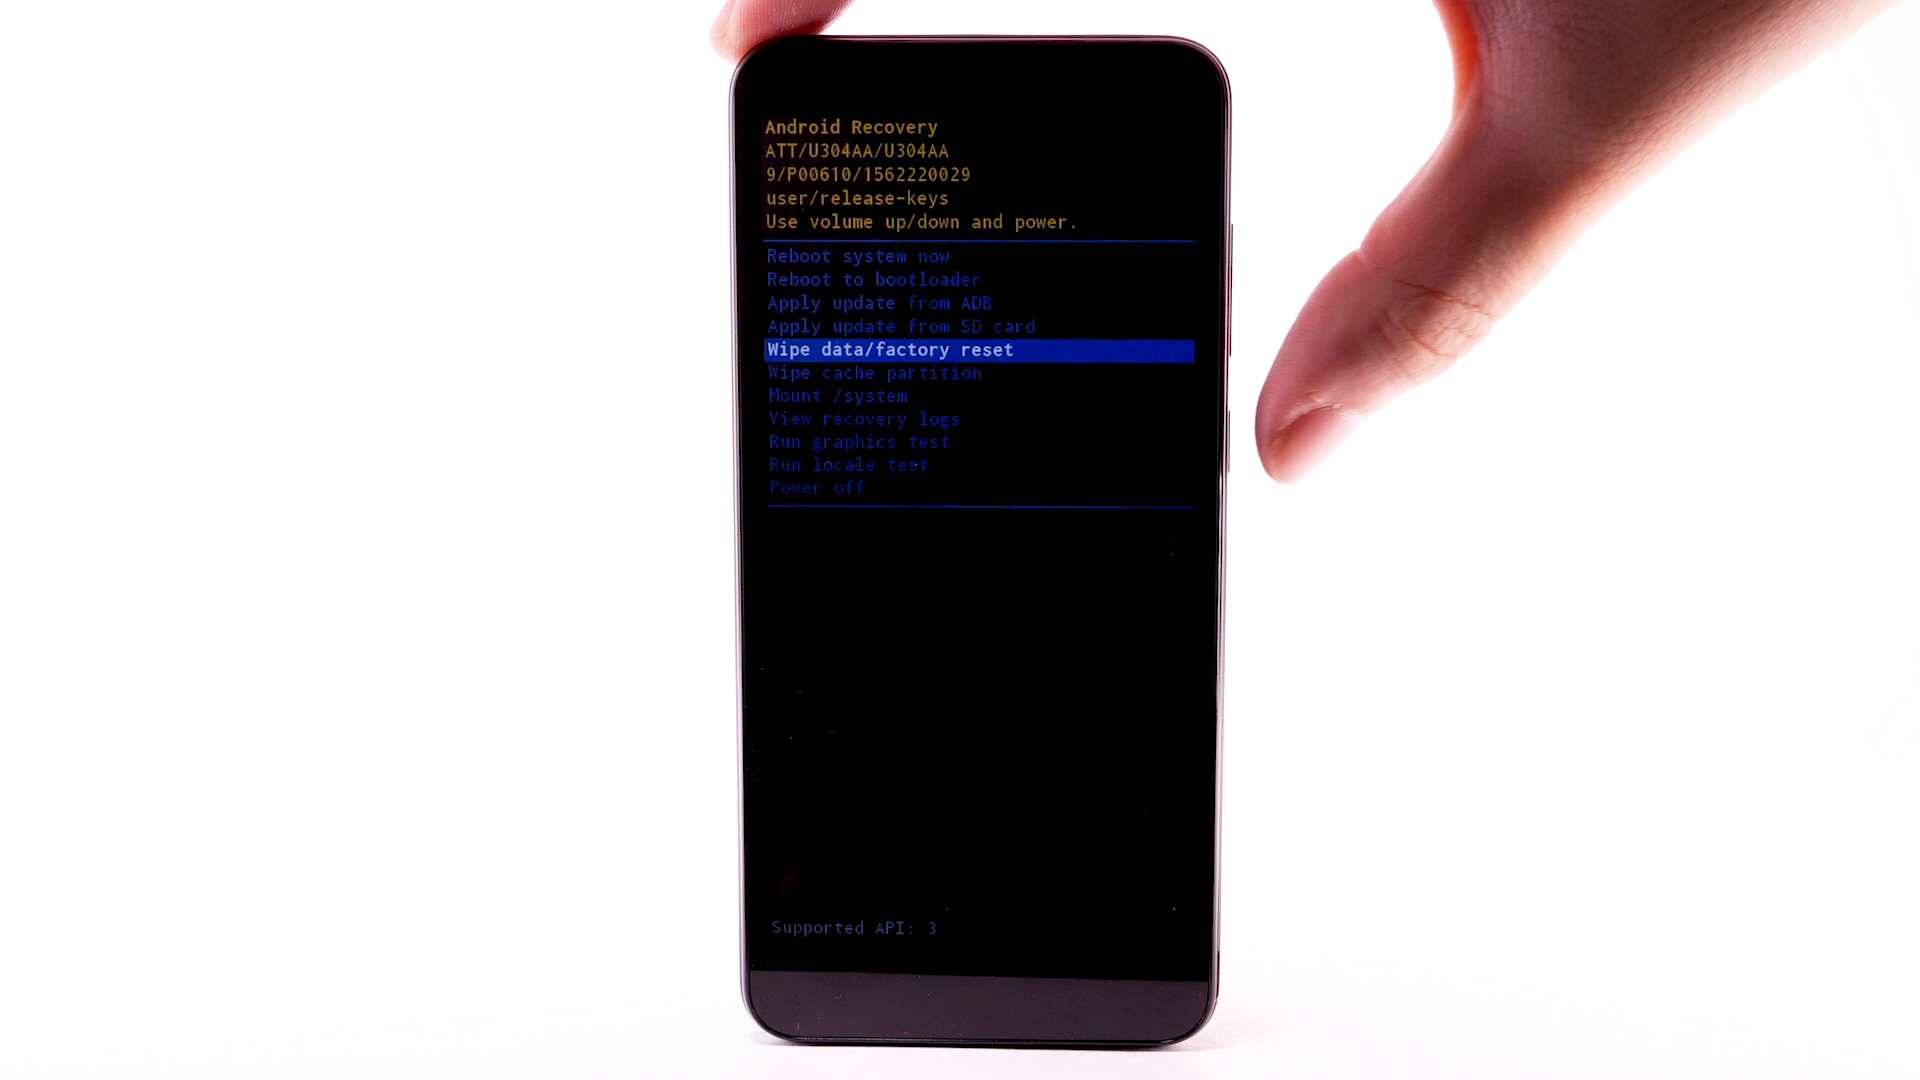 Android Recovery
ATT/U304AA/U304AA
9/P00610/1562220029
user/release-keys
Use volume up/down and power.
Reboot system now
Reboot to bootloader
Apply update from ADB
Apply update from SD card
Wipe data/factory reset
Wipe cache partition
Mount /system
View recovery logs
Run graphics test
Run locale test
Power off
Supported API: 3